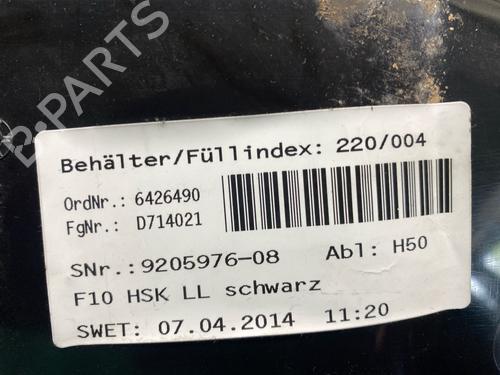 B-PARTS
Behälter/Füllindex: 220/004
OrdNr.: 6426490
FgNr.: D714021
SNr.:9205976-08 Abl: H50
F10 HSK LL schwarz
SWET: 07.04.2014 11:20